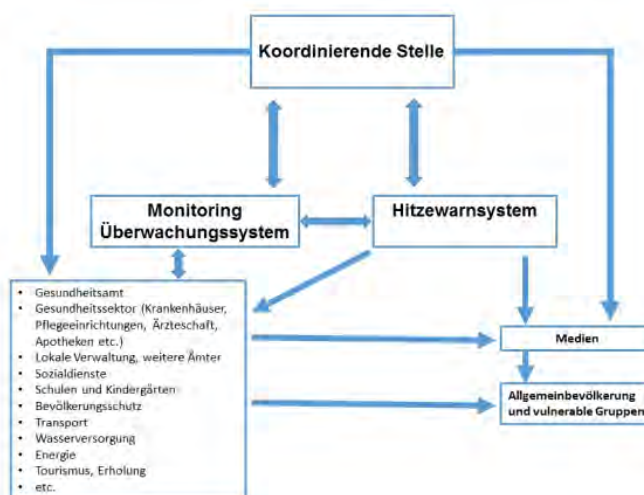 Koordinierende Stelle
Monitoring
Überwachungssystem
Hitzewarnsystem
• Gesundheitsamt
• Gesundheitssektor (Krankenhäuser,
Pflegeeinrichtungen, Ärzteschaft,
Apotheken etc.)
• Lokale Verwaltung, weitere Ämter
• Sozialdienste
• Schulen und Kindergärten
• Bevölkerungsschutz
• Transport
• Wasserversorgung
• Energie
• Tourismus, Erholung
• etc.
Medien
Allgemeinbevölkerung
und vulnerable Gruppen